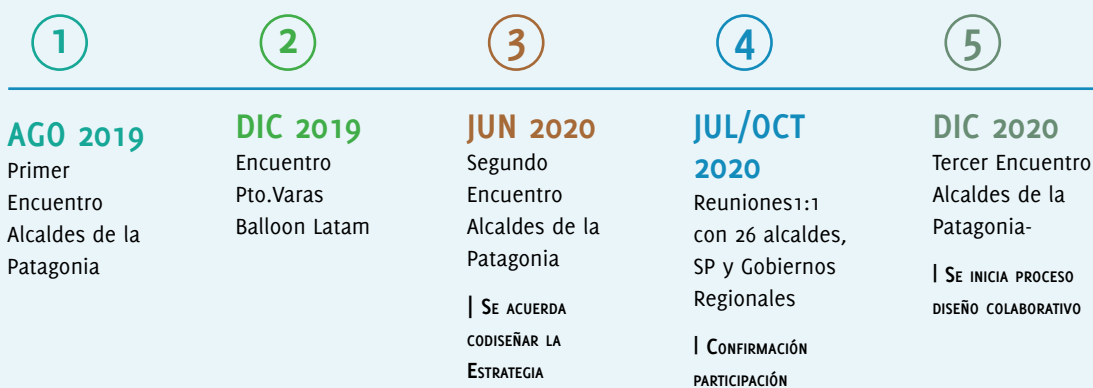 1
2
3
4
5
AGO 2019
Primer
Encuentro
Alcaldes de la
Patagonia
DIC 2019
Encuentro
Pto.Varas
Balloon Latam
JUN 2020
Segundo
Encuentro
Alcaldes de la
Patagonia
| SE ACUERDA
CODISEÑAR LA
ESTRATEGIA
JUL/OCT
2020
Reuniones1:1
con 26 alcaldes,
SP y Gobiernos
Regionales
| CONFIRMACIÓN
PARTICIPACIÓN
DIC 2020
Tercer Encuentro
Alcaldes de la
Patagonia-
| SE INICIA PROCESO
DISEÑO COLABORATIVO